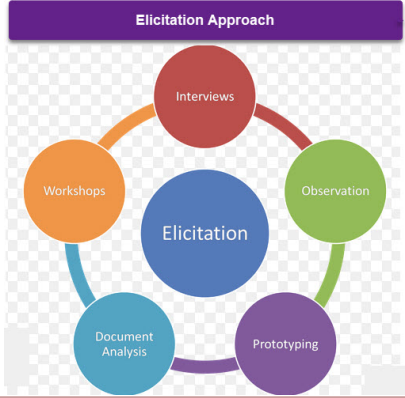 Elicitation Approach
Interviews
Workshops
Observation
Elicitation
Document
Analysis
Prototyping